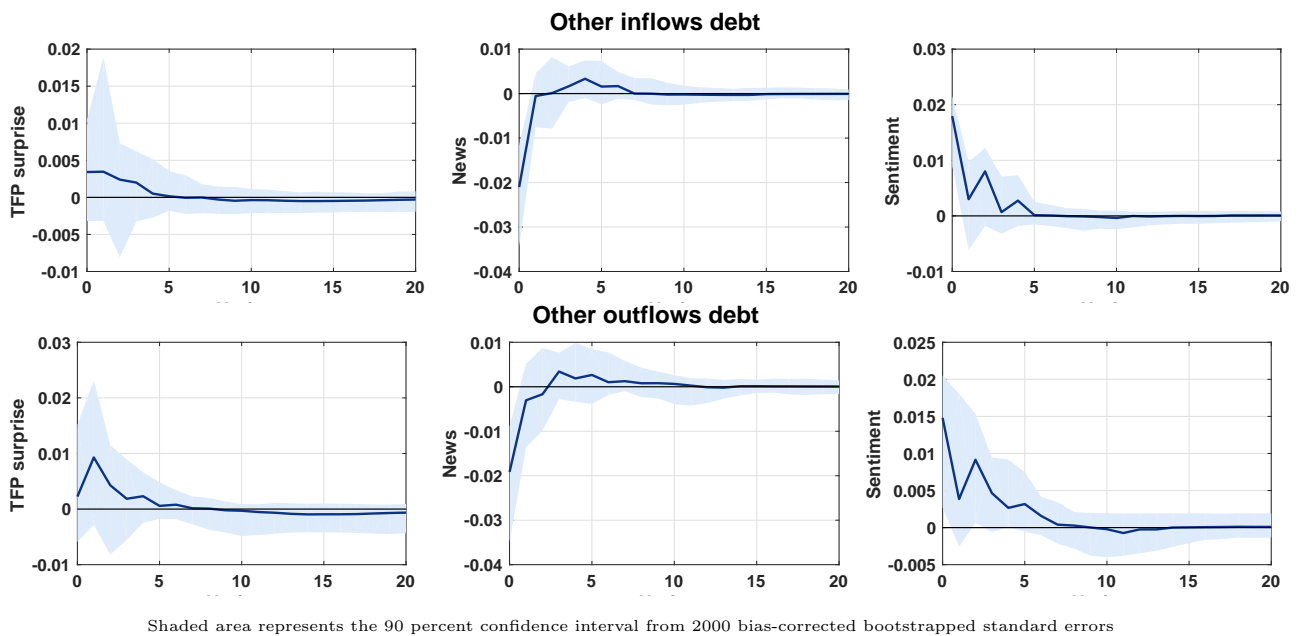 Other inflows debt
TFP surprise
0.02
0.015
0.01
0.005
0
-0.005
-0.01
0 5 10 15 20
News
0.01
0
-0.01
-0.02
-0.03
-0.04
0 5 10 15 20
Sentiment
0.03
0.02
0.01
0
-0.01
0 5 10 15 20
Other outflows debt
TFP surprise
0.03
0.02
0.01
0
-0.01
0 5 10 15 20
News
0.01
0
-0.01
-0.02
-0.03
-0.04
0 5 10 15 20
Sentiment
0.025
0.02
0.015
0.01
0.005
0
-0.005
0 5 10 15 20
Shaded area represents the 90 percent confidence interval from 2000 bias-corrected bootstrapped standard errors